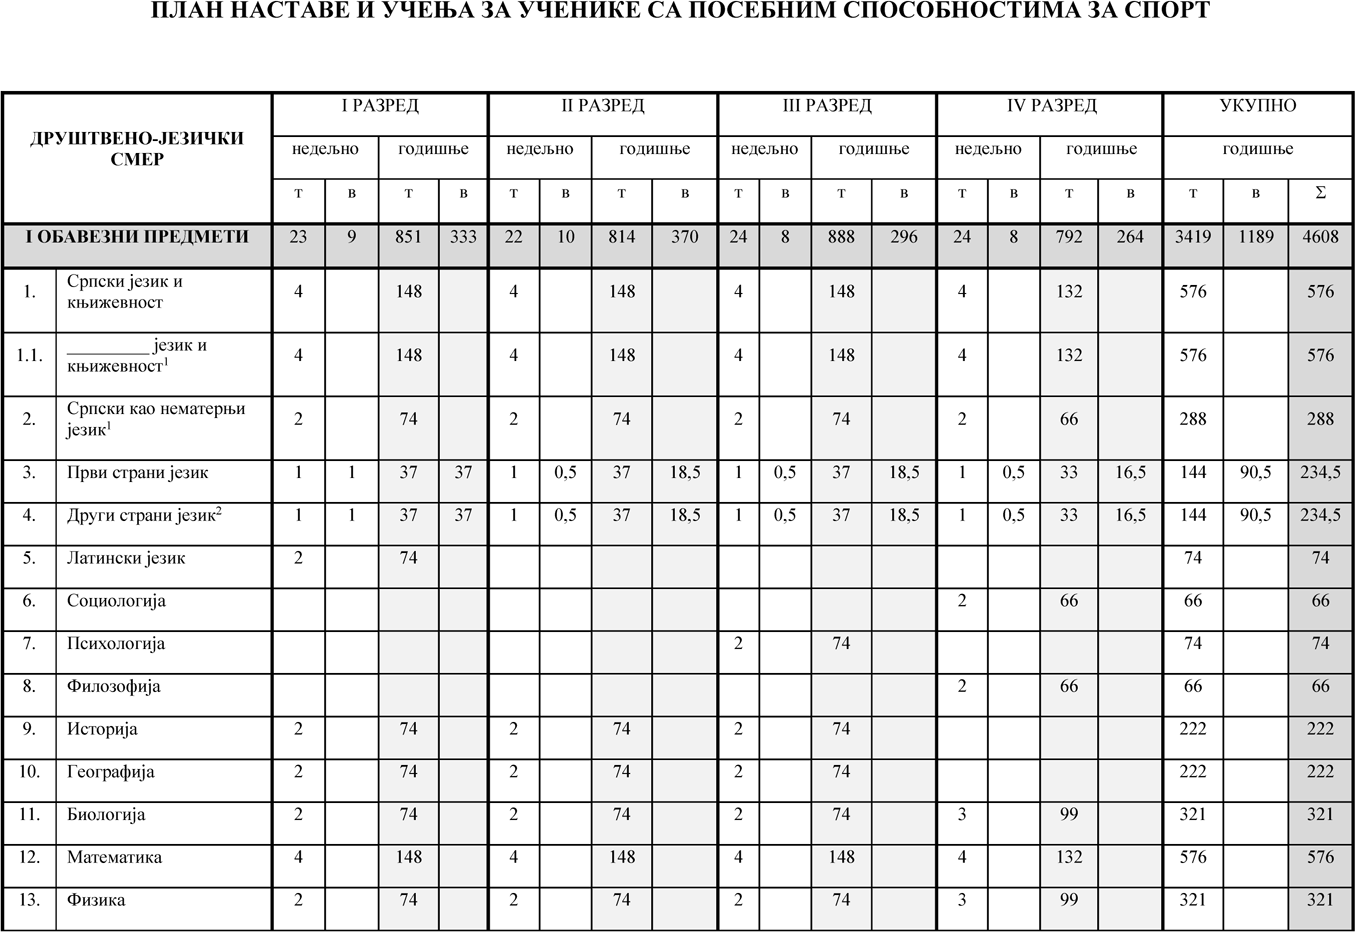 ПЛАН НАСТАВЕ И УЧЕЊА ЗА УЧЕНИКЕ СА ПОСЕБНИМ СПОСОБНОСТИМА ЗА СПОРТ
ДРУШТВЕНО-ЈЕЗИЧКИ СМЕР I РАЗРЕД II РАЗРЕД III РАЗРЕД IV РАЗРЕД УКУПНО
недељно годишње недељно годишње недељно годишње недељно годишње годишње
т в т в т в т в т в т в т в т в т в Σ
I ОБАВЕЗНИ ПРЕДМЕТИ 23 9 851 333 22 10 814 370 24 8 888 296 24 8 792 264 3419 1189 4608
1. Српски језик и књижевност 4 148 4 148 4 148 4 132 576 576
1.1. __________ језик и књижевност1 4 148 4 148 4 148 4 132 576 576
2. Српски као нематерњи језик1 2 74 2 74 2 74 2 66 288 288
3. Први страни језик 1 1 37 37 1 0,5 37 18,5 1 0,5 37 18,5 1 0,5 33 16,5 144 90,5 234,5
4. Други страни језик2 1 1 37 37 1 0,5 37 18,5 1 0,5 37 18,5 1 0,5 33 16,5 144 90,5 234,5
5. Латински језик 2 74 74 74
6. Социологија 2 66 66 66
7. Психологија 2 74 74 74
8. Филозофија 2 66 66 66
9. Историја 2 74 2 74 2 74 222 222
10. Географија 2 74 2 74 2 74 222 222
11. Биологија 2 74 2 74 2 74 3 99 321 321
12. Математика 4 148 4 148 4 148 4 132 576 576
13. Физика 2 74 2 74 2 74 3 99 321 321